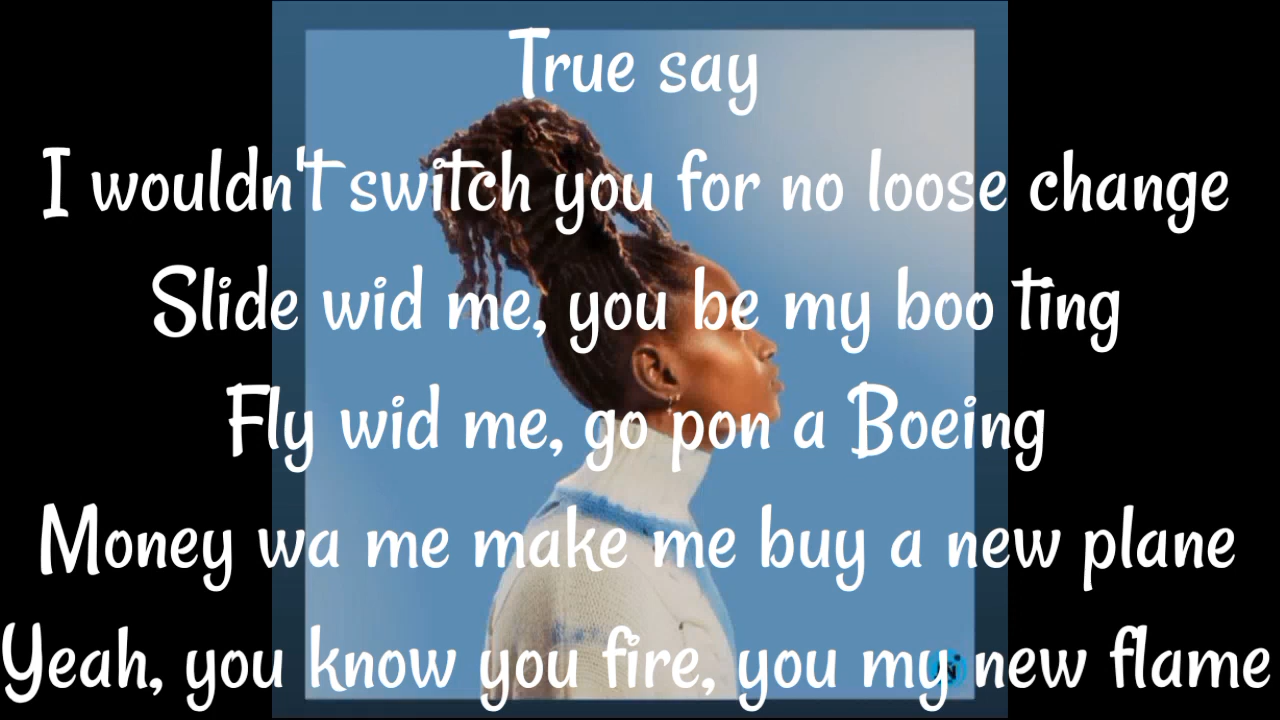 True say
I wouldn't switch you for no loose change
Slide wid me, you be my boo ting
Fly wid me, go pon a Boeing
Money wa me make me buy a new plane
Yeah, you know you fire, you my new flame